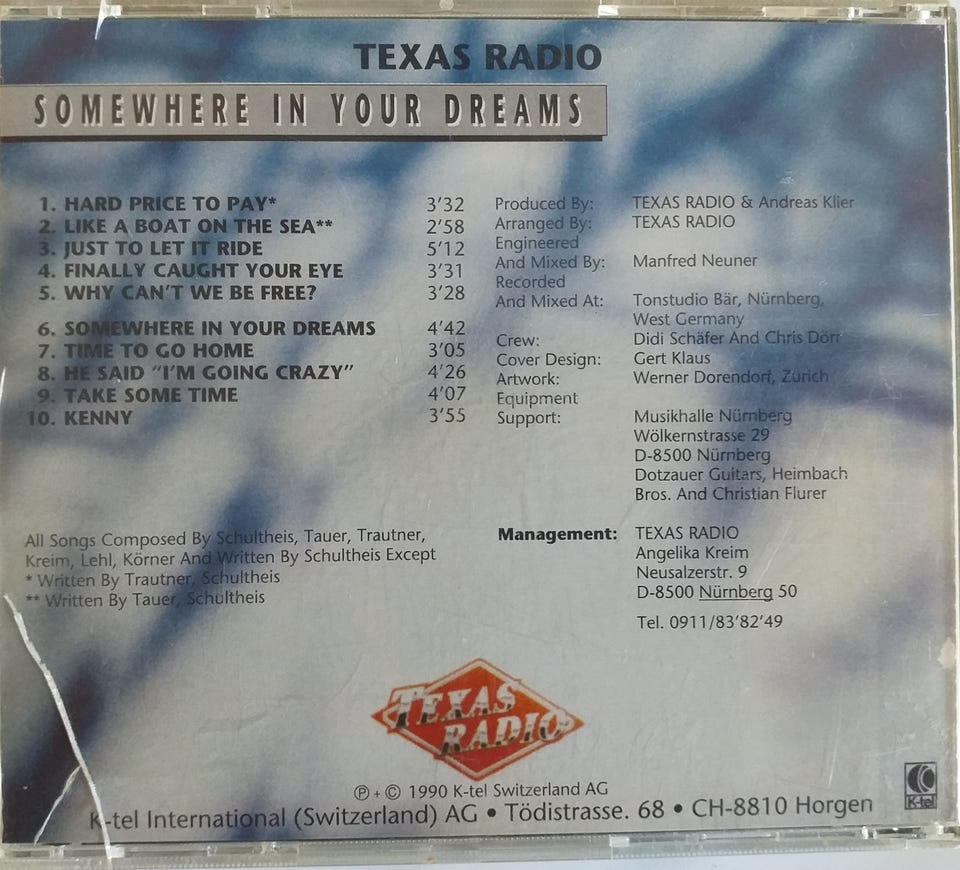 TEXAS RADIO
SOMEWHERE IN YOUR DREAMS
1. HARD PRICE TO PAY* 3'32
2. LIKE A BOAT ON THE SEA** 2'58
3. JUST TO LET IT RIDE 5'12
4. FINALLY CAUGHT YOUR EYE 3'31
5. WHY CAN'T WE BE FREE? 3'28
6. SOMEWHERE IN YOUR DREAMS 4'42
7. TIME TO GO HOME 3'05
8. HE SAID "I'M GOING CRAZY" 4'26
9. TAKE SOME TIME 4'07
10. KENNY 3'55
Produced By: TEXAS RADIO & Andreas Klier
Arranged By: TEXAS RADIO
Engineered
And Mixed By: Manfred Neuner
Recorded
And Mixed At: Tonstudio Bär, Nürnberg,
West Germany
Crew: Didi Schäfer And Chris Dörr
Cover Design: Gert Klaus
Artwork: Werner Dorendorf, Zürich
Equipment
Support: Musikhalle Nürnberg
Wölkernstrasse 29
D-8500 Nürnberg
Dotzauer Guitars, Heimbach
Bros. And Christian Flurer
All Songs Composed By Schultheis, Tauer, Trautner,
Kreim, Lehl, Körner And Written By Schultheis Except
* Written By Trautner, Schultheis
** Written By Tauer, Schultheis
Management: TEXAS RADIO
Angelika Kreim
Neusalzerstr. 9
D-8500 Nürnberg 50
Tel. 0911/83'82'49
TEXAS
RADIO
℗ + © 1990 K-tel Switzerland AG
K-tel International (Switzerland) AG • Tödistrasse. 68 • CH-8810 Horgen
K-tel